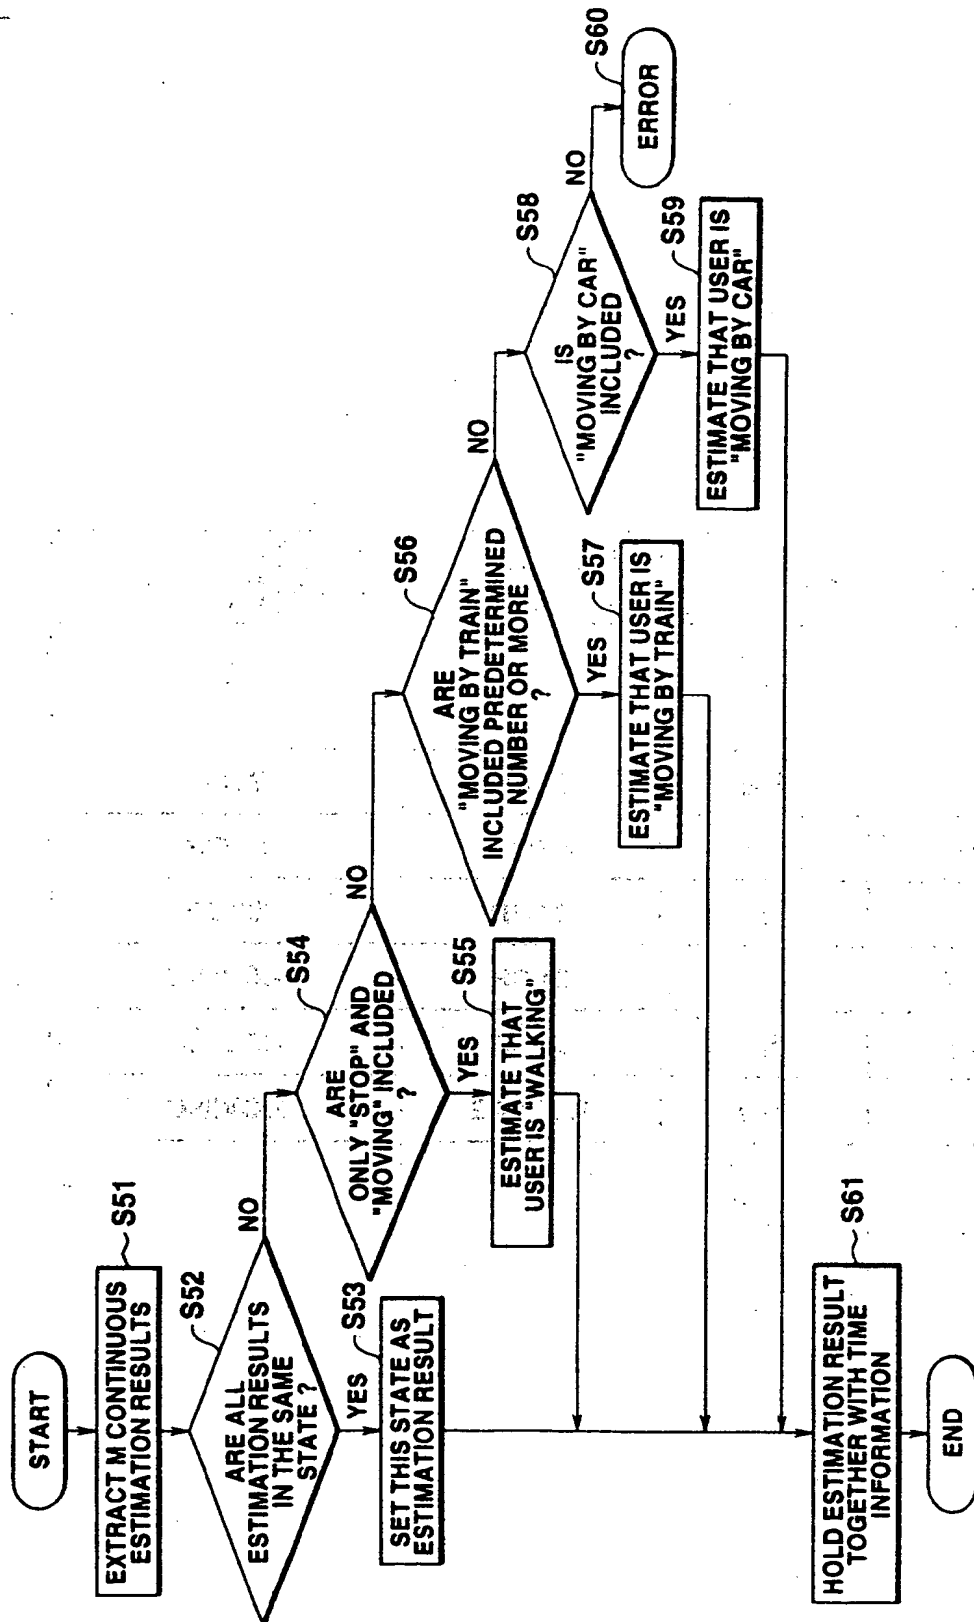 START
EXTRACT M CONTINUOUS
ESTIMATION RESULTS
S51
ARE ALL
ESTIMATION RESULTS
IN THE SAME
STATE ?
S52
NO
YES
SET THIS STATE AS
ESTIMATION RESULT
S53
ARE
ONLY "STOP" AND
"MOVING" INCLUDED
?
S54
NO
YES
ESTIMATE THAT
USER IS "WALKING"
S55
ARE
"MOVING BY TRAIN"
INCLUDED PREDETERMINED
NUMBER OR MORE
?
S56
NO
YES
ESTIMATE THAT USER IS
"MOVING BY TRAIN"
S57
IS
"MOVING BY CAR"
INCLUDED
?
S58
NO
YES
ESTIMATE THAT USER IS
"MOVING BY CAR"
S59
ERROR
S60
HOLD ESTIMATION RESULT
TOGETHER WITH TIME
INFORMATION
S61
END